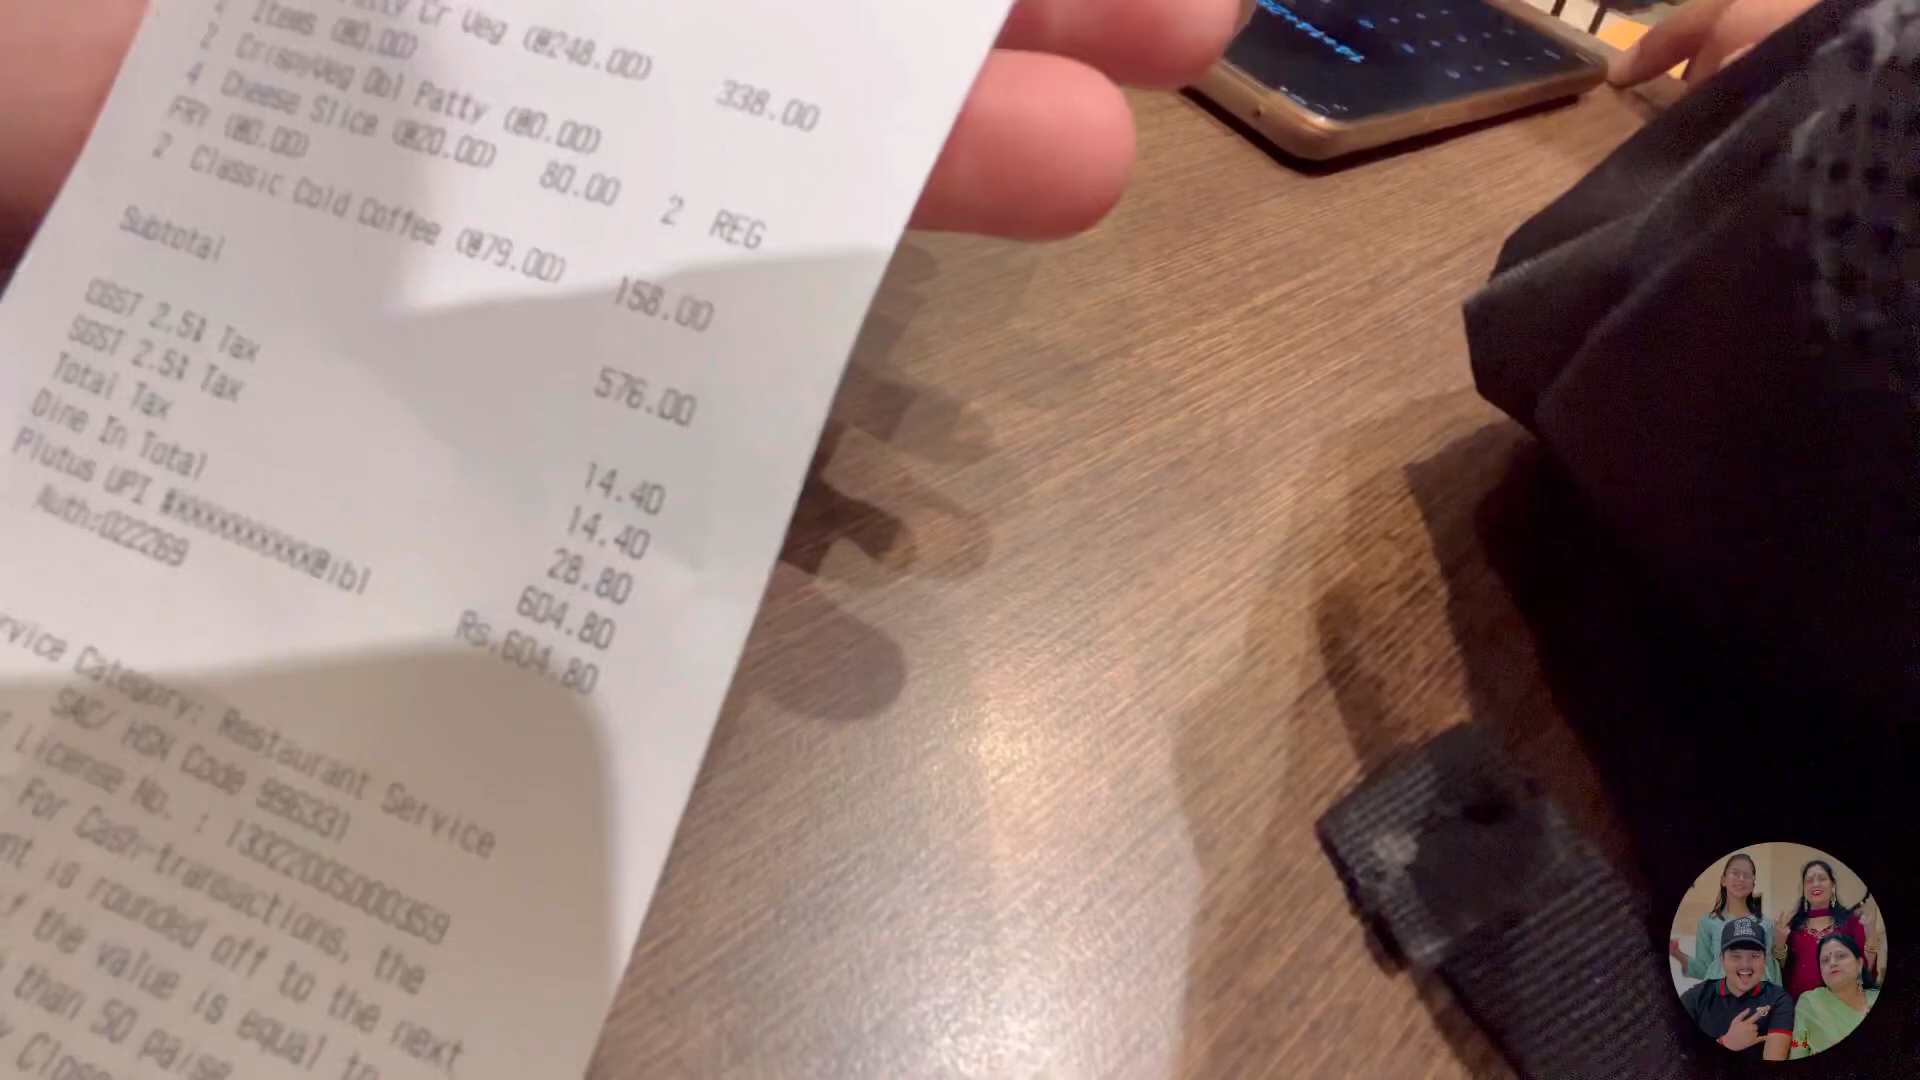 Cr Veg (@248.00)
Items (@0.00) 338.00
2 CrispyVeg Dbl Patty (@0.00)
4 Cheese Slice (@20.00) 80.00 2 REG
FRY (@0.00)
2 Classic Cold Coffee (@79.00) 158.00
Subtotal 576.00
CGST 2.5% Tax 14.40
SGST 2.5% Tax 14.40
Total Tax 28.80
Dine In Total 604.80
Plutus UPI Rs.604.80
Auth:022269
Category: Restaurant Service
SAC/ HSN Code 996331
License No. : 13322005000359
For Cash-transactions, the
is rounded off to the next
the value is equal to
than 50 paise